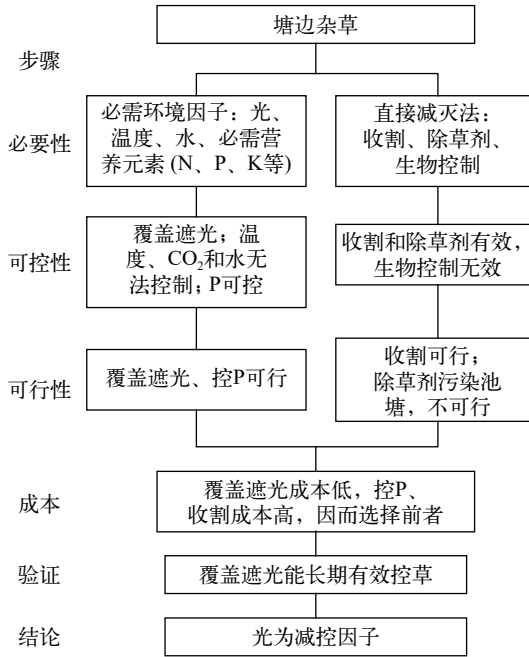 塘边杂草
步骤
必要性
必需环境因子：光、
温度、水、必需营
养元素 (N、P、K等)
直接减灭法：
收割、除草剂、
生物控制
可控性
覆盖遮光；温
度、CO₂和水无
法控制；P可控
收割和除草剂有效，
生物控制无效
可行性
覆盖遮光、控P可行
收割可行；
除草剂污染池
塘，不可行
成本
覆盖遮光成本低，控P、
收割成本高，因而选择前者
验证
覆盖遮光能长期有效控草
结论
光为减控因子